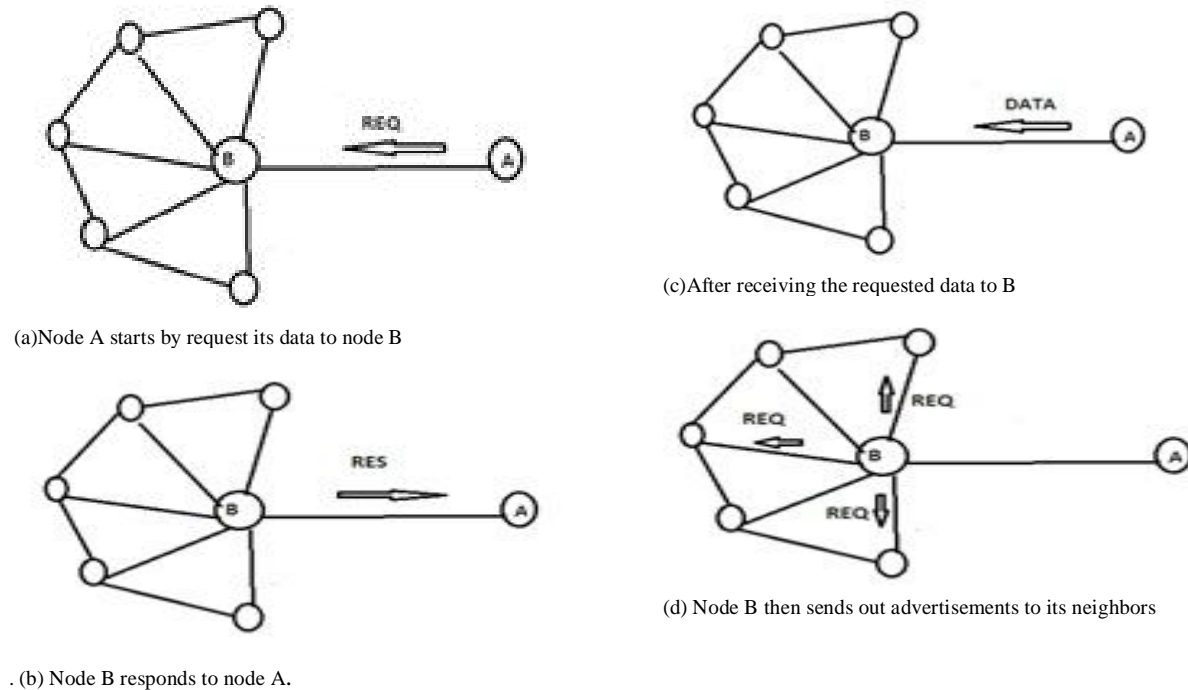 REQ
B
A
(a)Node A starts by request its data to node B
RES
B
A
. (b) Node B responds to node A.
DATA
B
A
(c)After receiving the requested data to B
REQ
REQ
B
A
REQ
(d) Node B then sends out advertisements to its neighbors